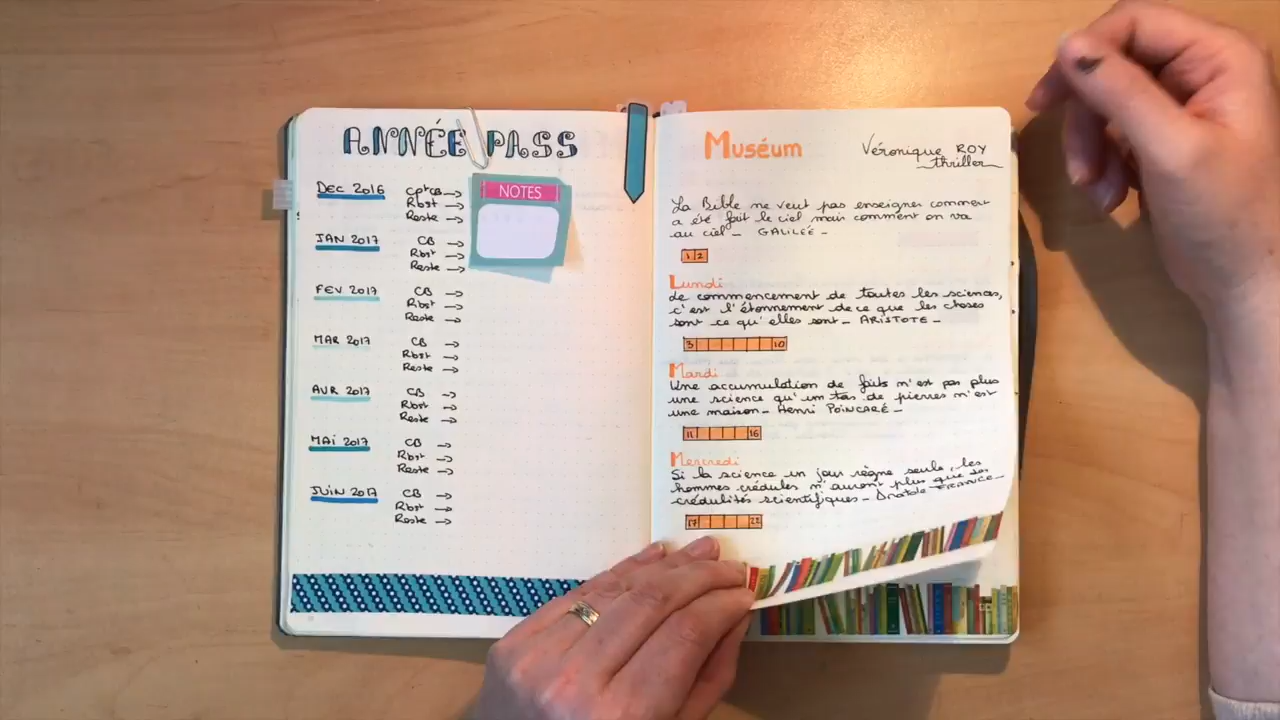 ANNÉE PASS
NOTES
DEC 2016
CptCB →
Rbst →
Reste →
JAN 2017
CB →
Rbst →
Reste →
FEV 2017
CB →
Rbst →
Reste →
MAR 2017
CB →
Rbst →
Reste →
AVR 2017
CB →
Rbst →
Reste →
MAI 2017
CB →
Rbst →
Reste →
JUIN 2017
CB →
Rbst →
Reste →
Muséum
Véronique ROY
thriller
La Bible ne veut pas enseigner comment
a été fait le ciel mais comment on va
au ciel - GALILÉE -
1 2
Lundi
Le commencement de toutes les sciences,
c'est l'étonnement de ce que les choses
sont ce qu'elles sont - ARISTOTE -
3 10
Mardi
Une accumulation de faits n'est pas plus
une science qu'un tas de pierres n'est
une maison - Henri POINCARÉ -
11 16
Mercredi
Si la science un jour règne seule, les
hommes crédules n'auront plus que des
crédulités scientifiques - Anatole FRANCE -
17 22